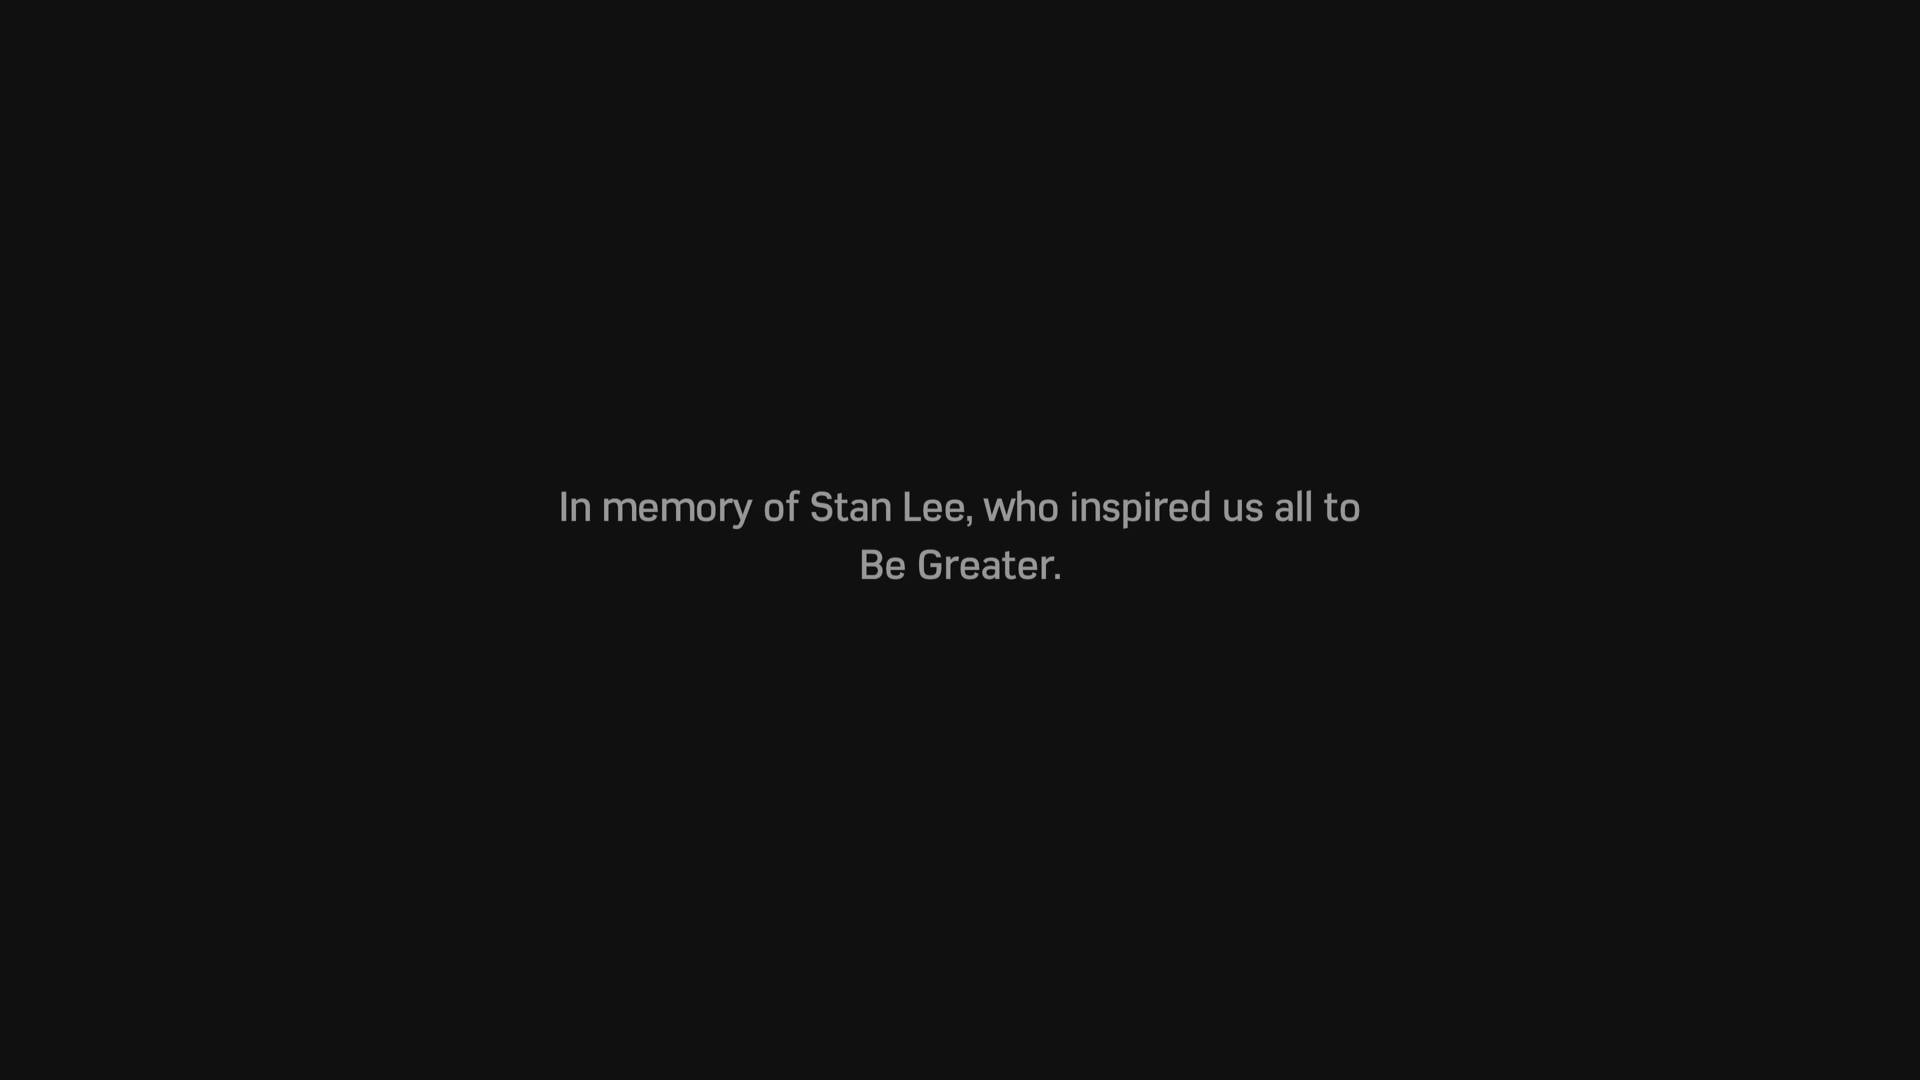 In memory of Stan Lee, who inspired us all to
Be Greater.